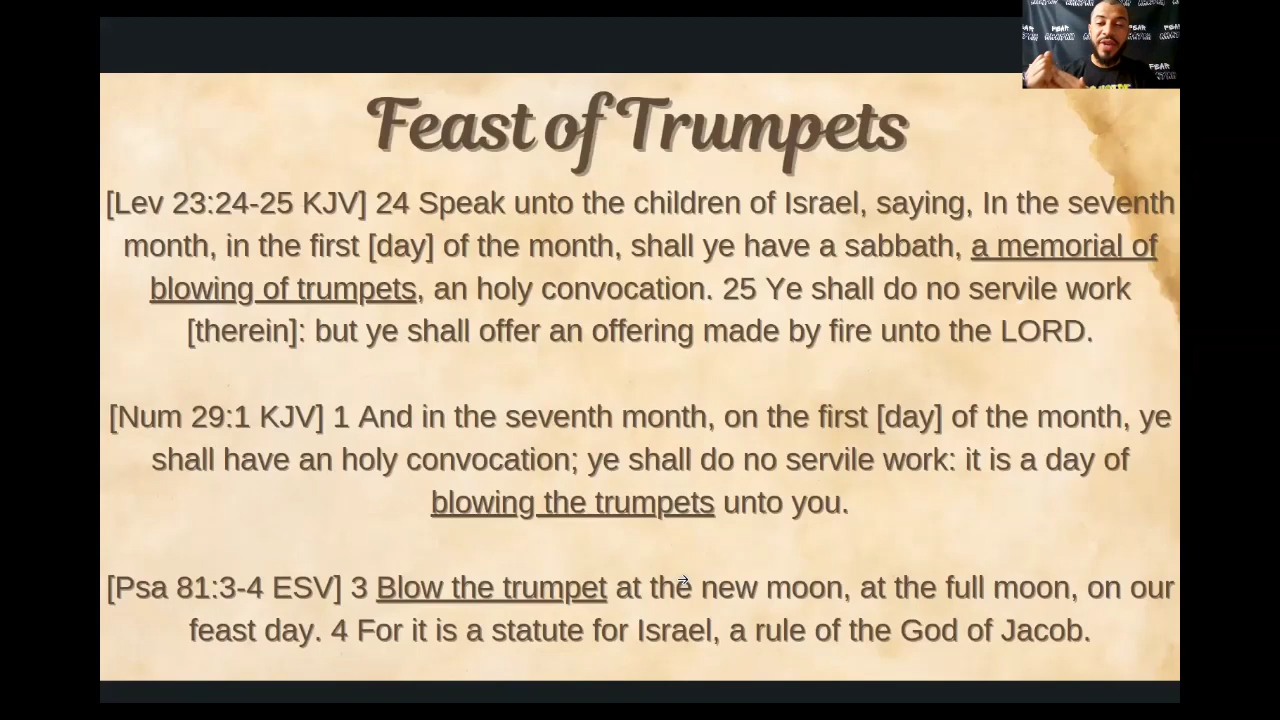 FEAR
FEAR
FEAR
FEAR
Feast of Trumpets
[Lev 23:24-25 KJV] 24 Speak unto the children of Israel, saying, In the seventh
month, in the first [day] of the month, shall ye have a sabbath, a memorial of
blowing of trumpets, an holy convocation. 25 Ye shall do no servile work
[therein]: but ye shall offer an offering made by fire unto the LORD.
[Num 29:1 KJV] 1 And in the seventh month, on the first [day] of the month, ye
shall have an holy convocation; ye shall do no servile work: it is a day of
blowing the trumpets unto you.
[Psa 81:3-4 ESV] 3 Blow the trumpet at the new moon, at the full moon, on our
feast day. 4 For it is a statute for Israel, a rule of the God of Jacob.